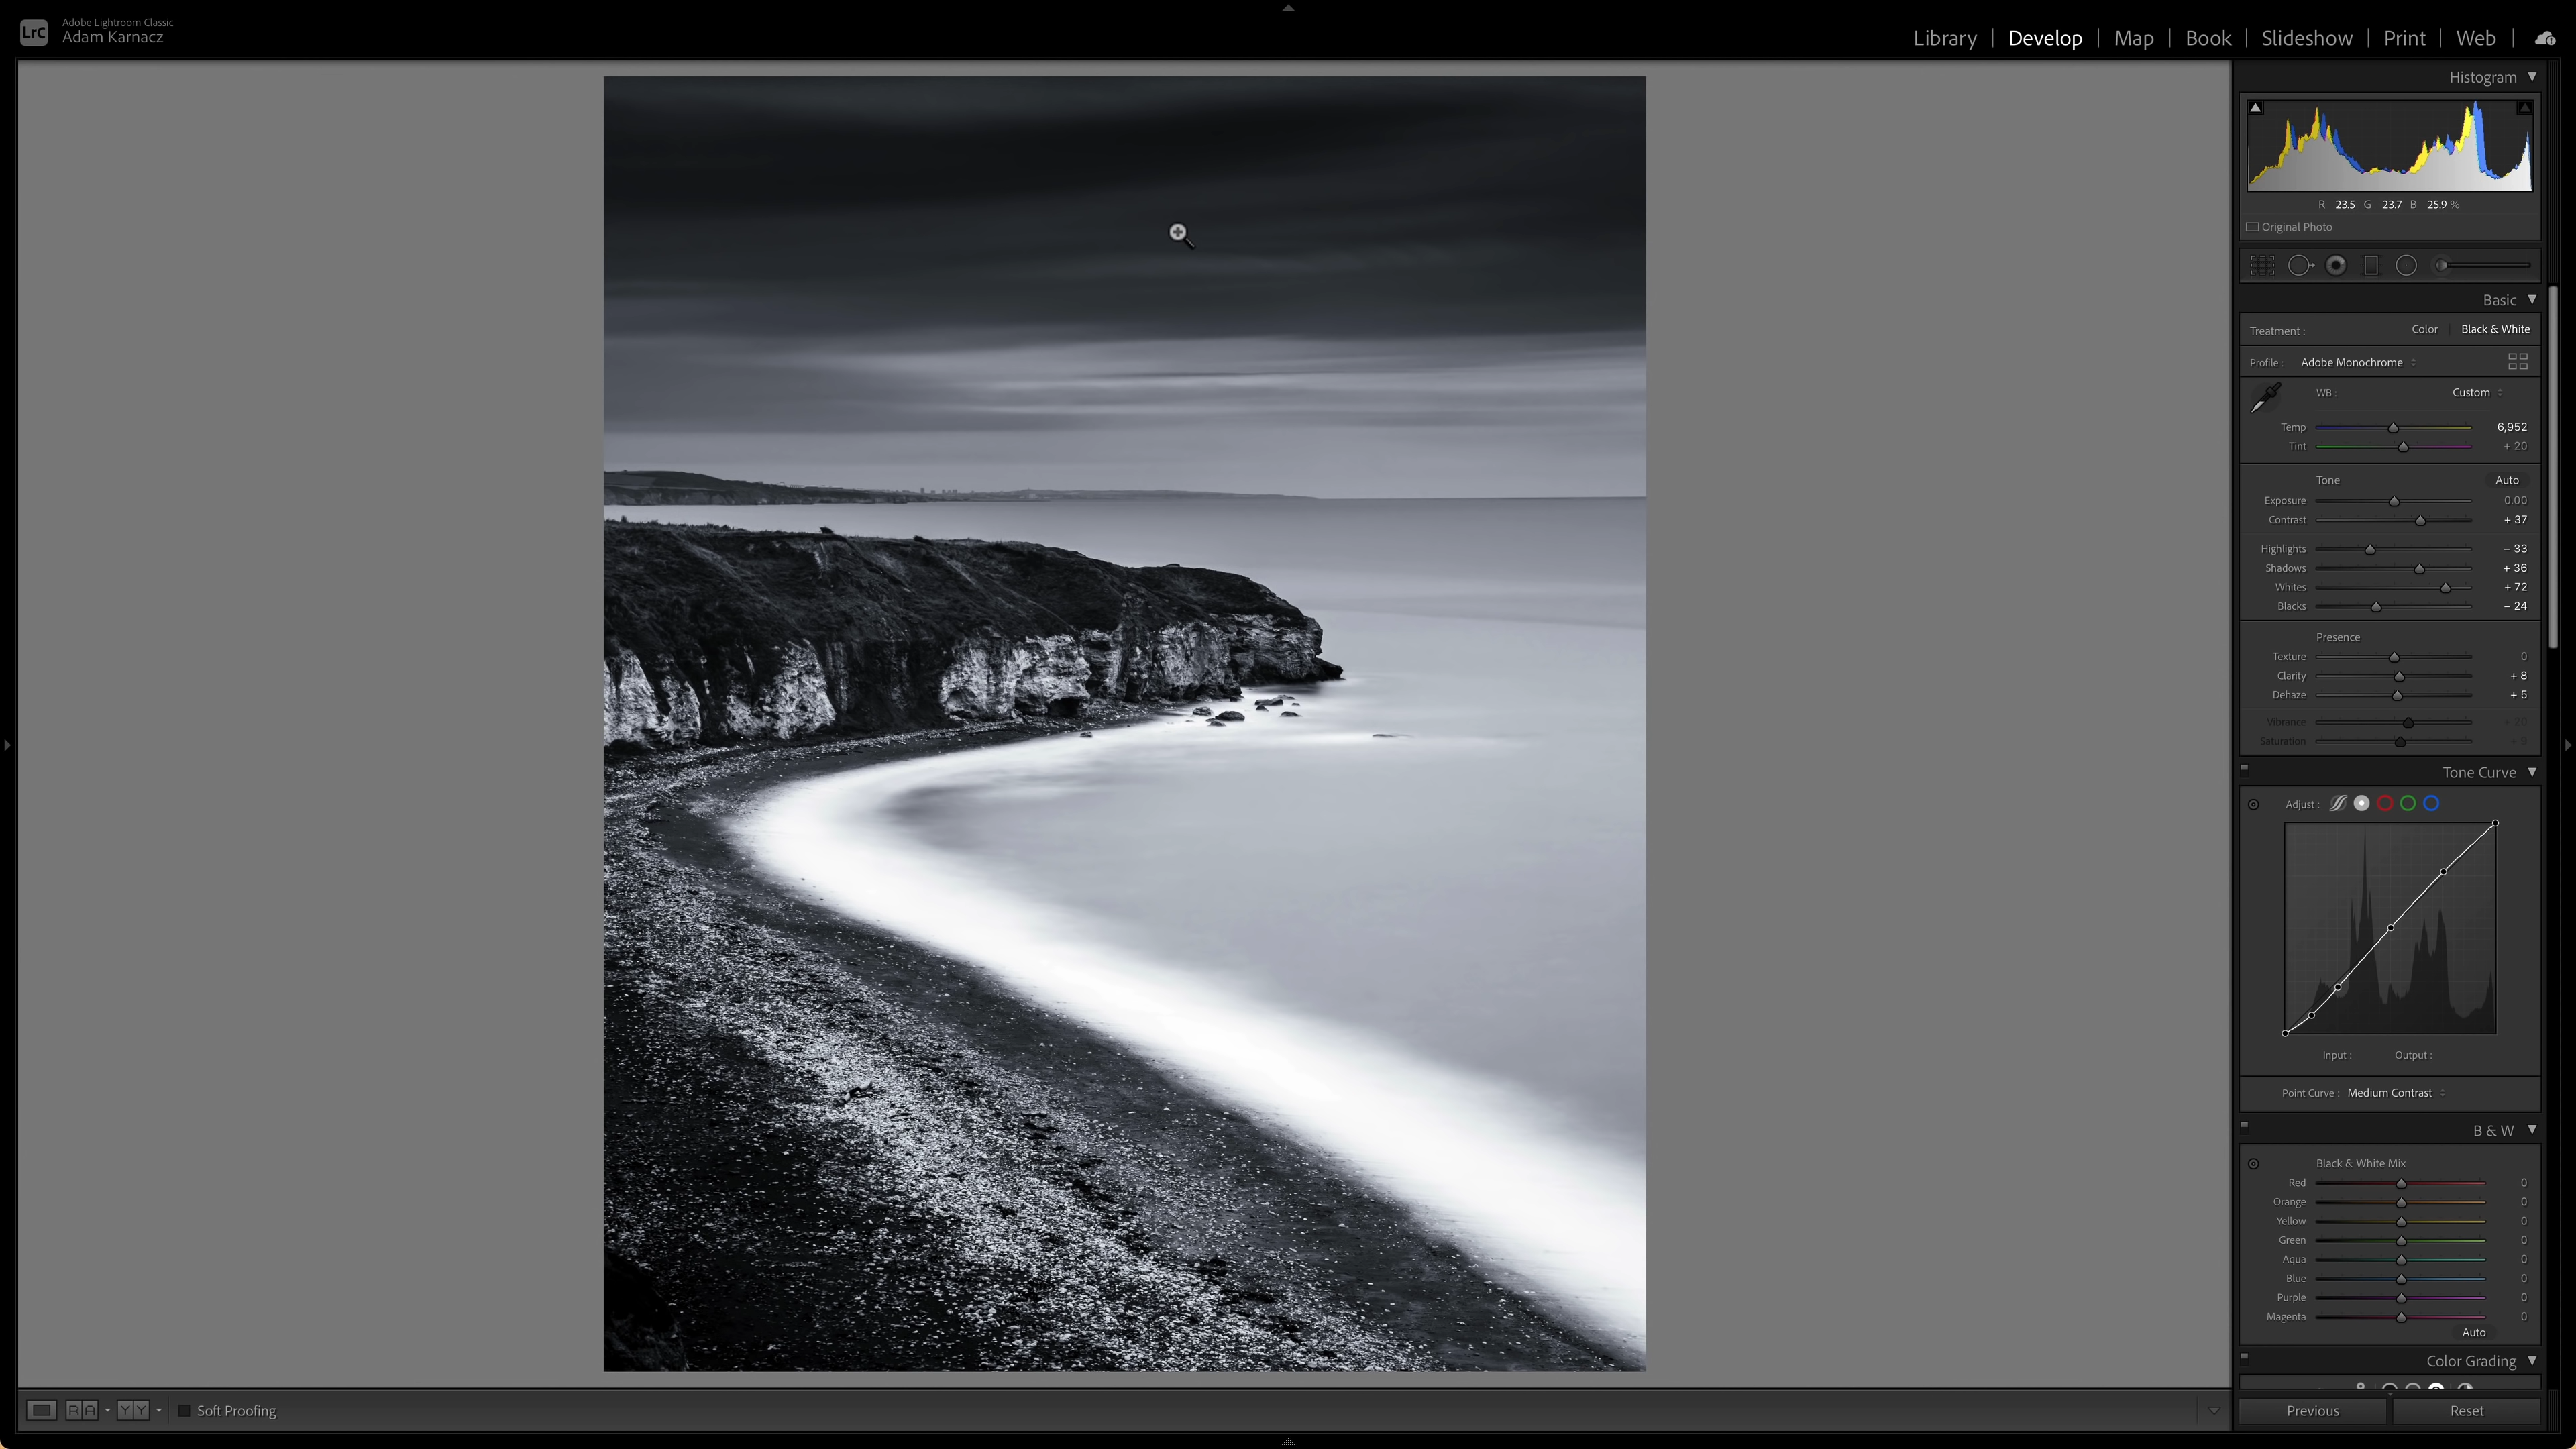 LrC
Adobe Lightroom Classic
Adam Karnacz
Library | Develop | Map | Book | Slideshow | Print | Web
Histogram
R 23.5 G 23.7 B 25.9 %
Original Photo
Basic
Treatment : Color Black & White
Profile : Adobe Monochrome
WB : Custom
Temp 6,952
Tint + 20
Tone Auto
Exposure 0.00
Contrast + 37
Highlights − 33
Shadows + 36
Whites + 72
Blacks − 24
Presence
Texture 0
Clarity + 8
Dehaze + 5
Vibrance
Saturation
Tone Curve
Adjust :
Input : Output :
Point Curve : Medium Contrast
B & W
Black & White Mix
Red 0
Orange 0
Yellow 0
Green 0
Aqua 0
Blue 0
Purple 0
Magenta 0
Auto
Color Grading
RA YY Soft Proofing
Previous Reset